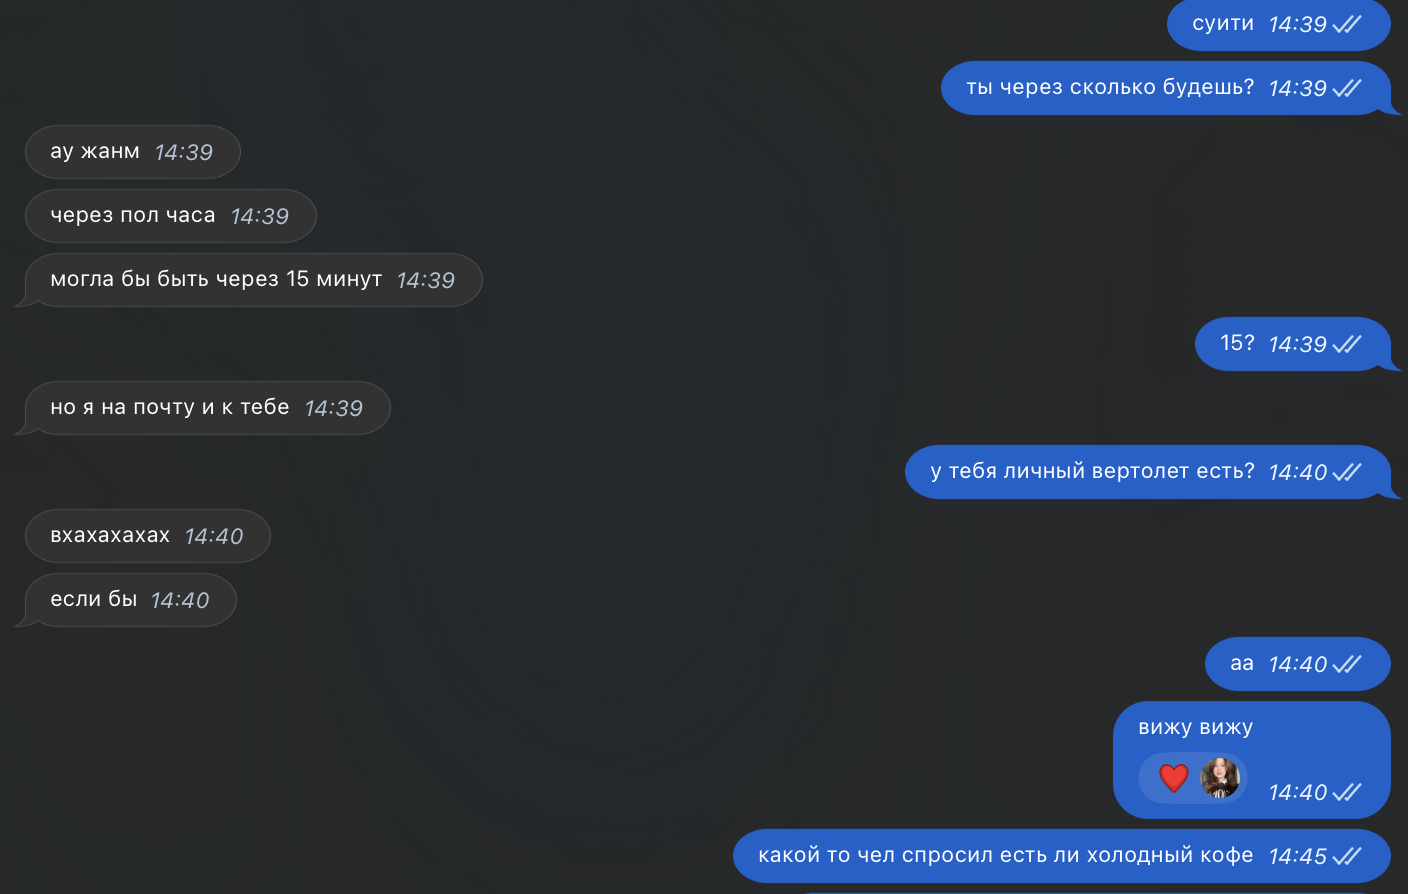 суити 14:39
ты через сколько будешь? 14:39
ау жанм 14:39
через пол часа 14:39
могла бы быть через 15 минут 14:39
15? 14:39
но я на почту и к тебе 14:39
у тебя личный вертолет есть? 14:40
вхахахахах 14:40
если бы 14:40
аа 14:40
вижу вижу
14:40
какой то чел спросил есть ли холодный кофе 14:45